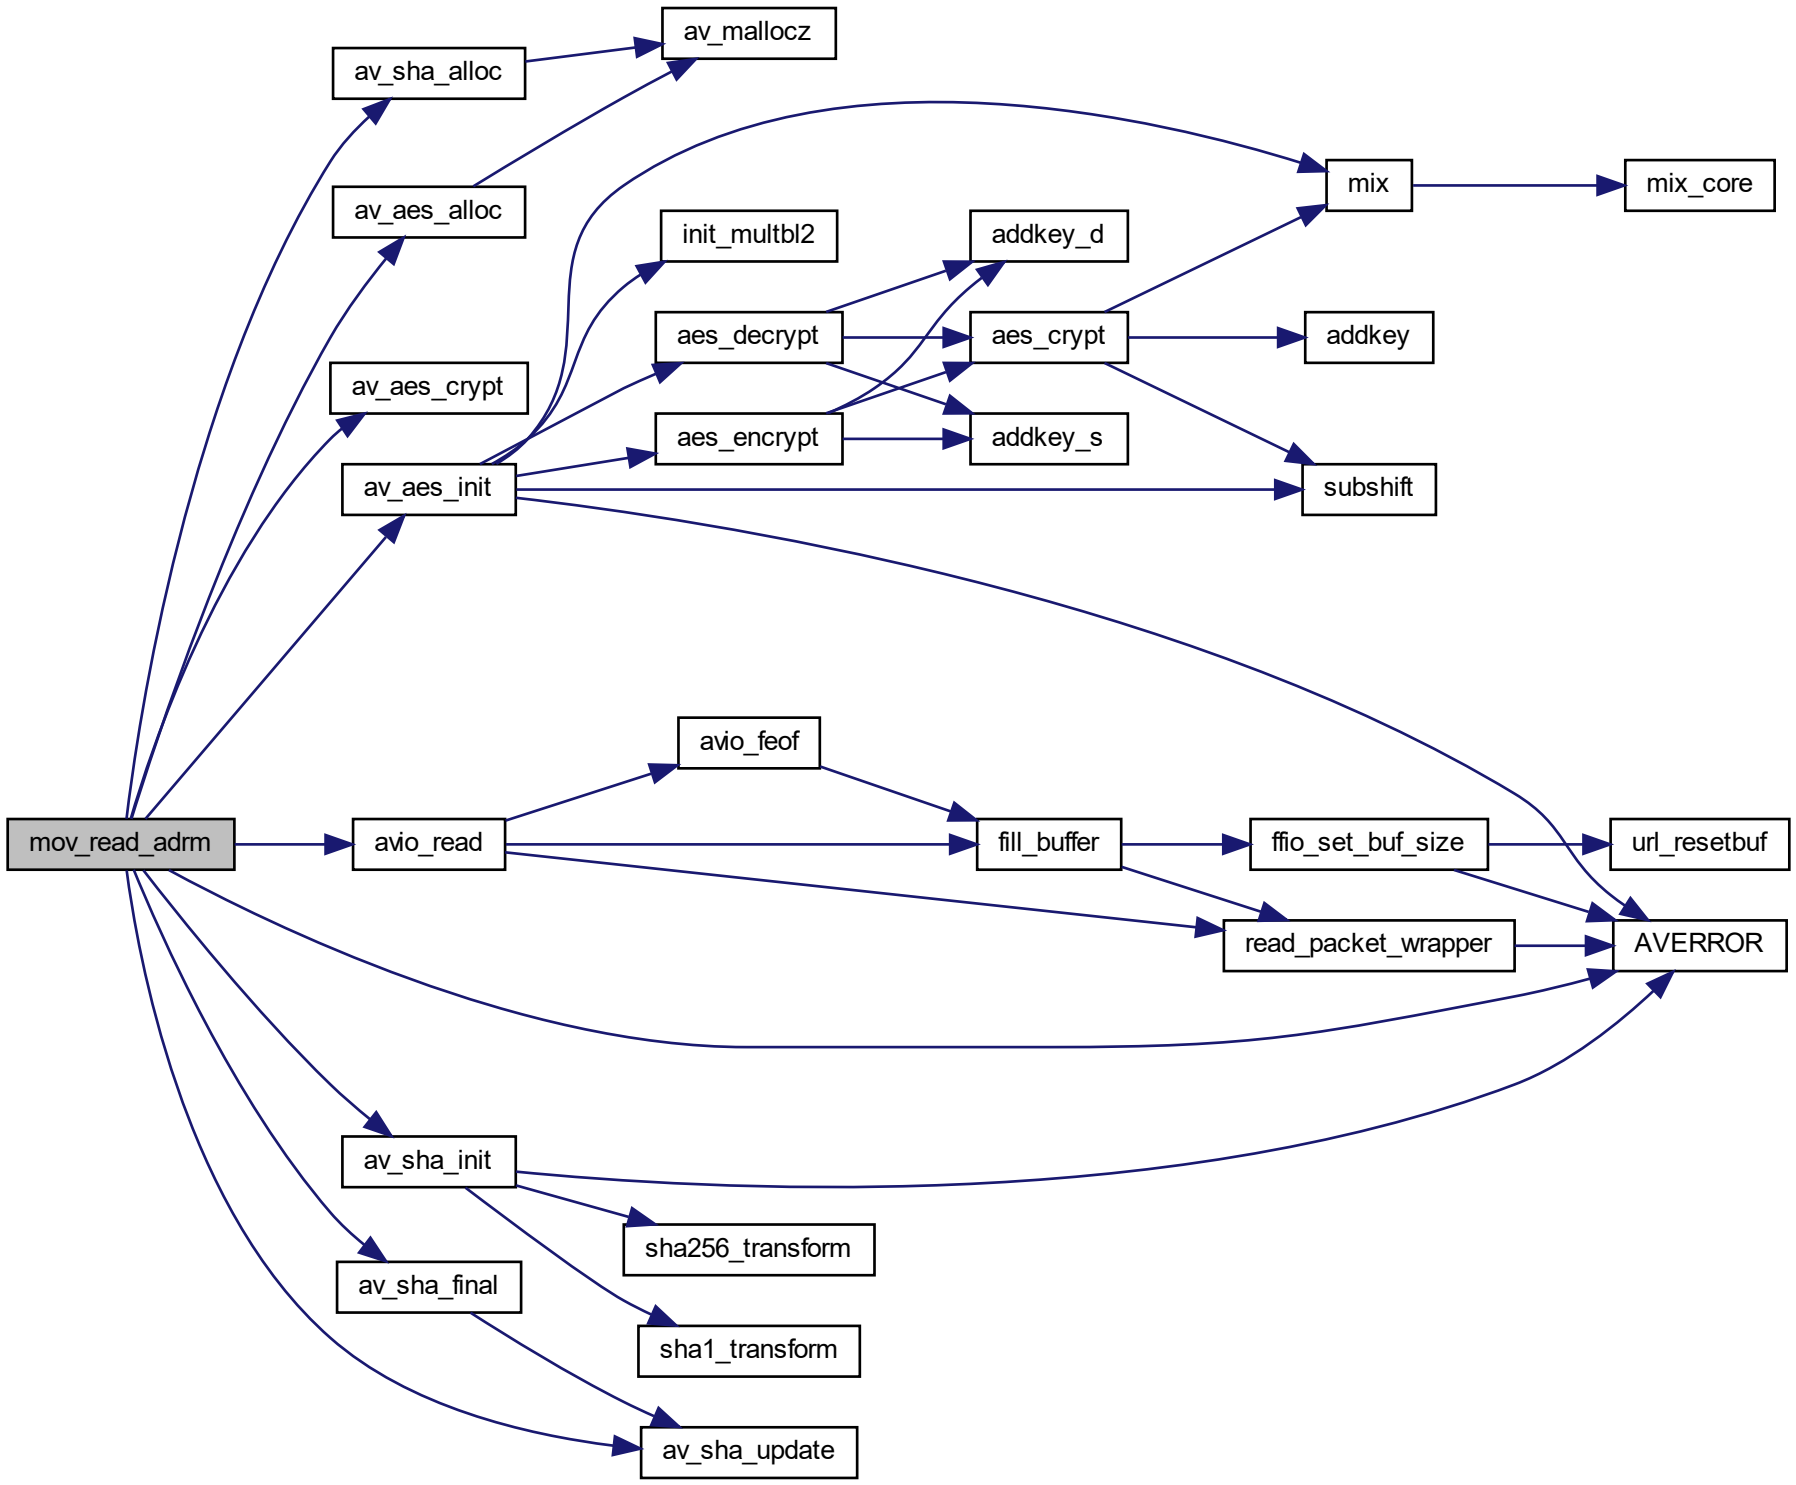 av_mallocz
av_sha_alloc
mix
mix_core
av_aes_alloc
init_multbl2
addkey_d
aes_decrypt
aes_crypt
addkey
av_aes_crypt
aes_encrypt
addkey_s
av_aes_init
subshift
avio_feof
mov_read_adrm
avio_read
fill_buffer
ffio_set_buf_size
url_resetbuf
read_packet_wrapper
AVERROR
av_sha_init
sha256_transform
av_sha_final
sha1_transform
av_sha_update